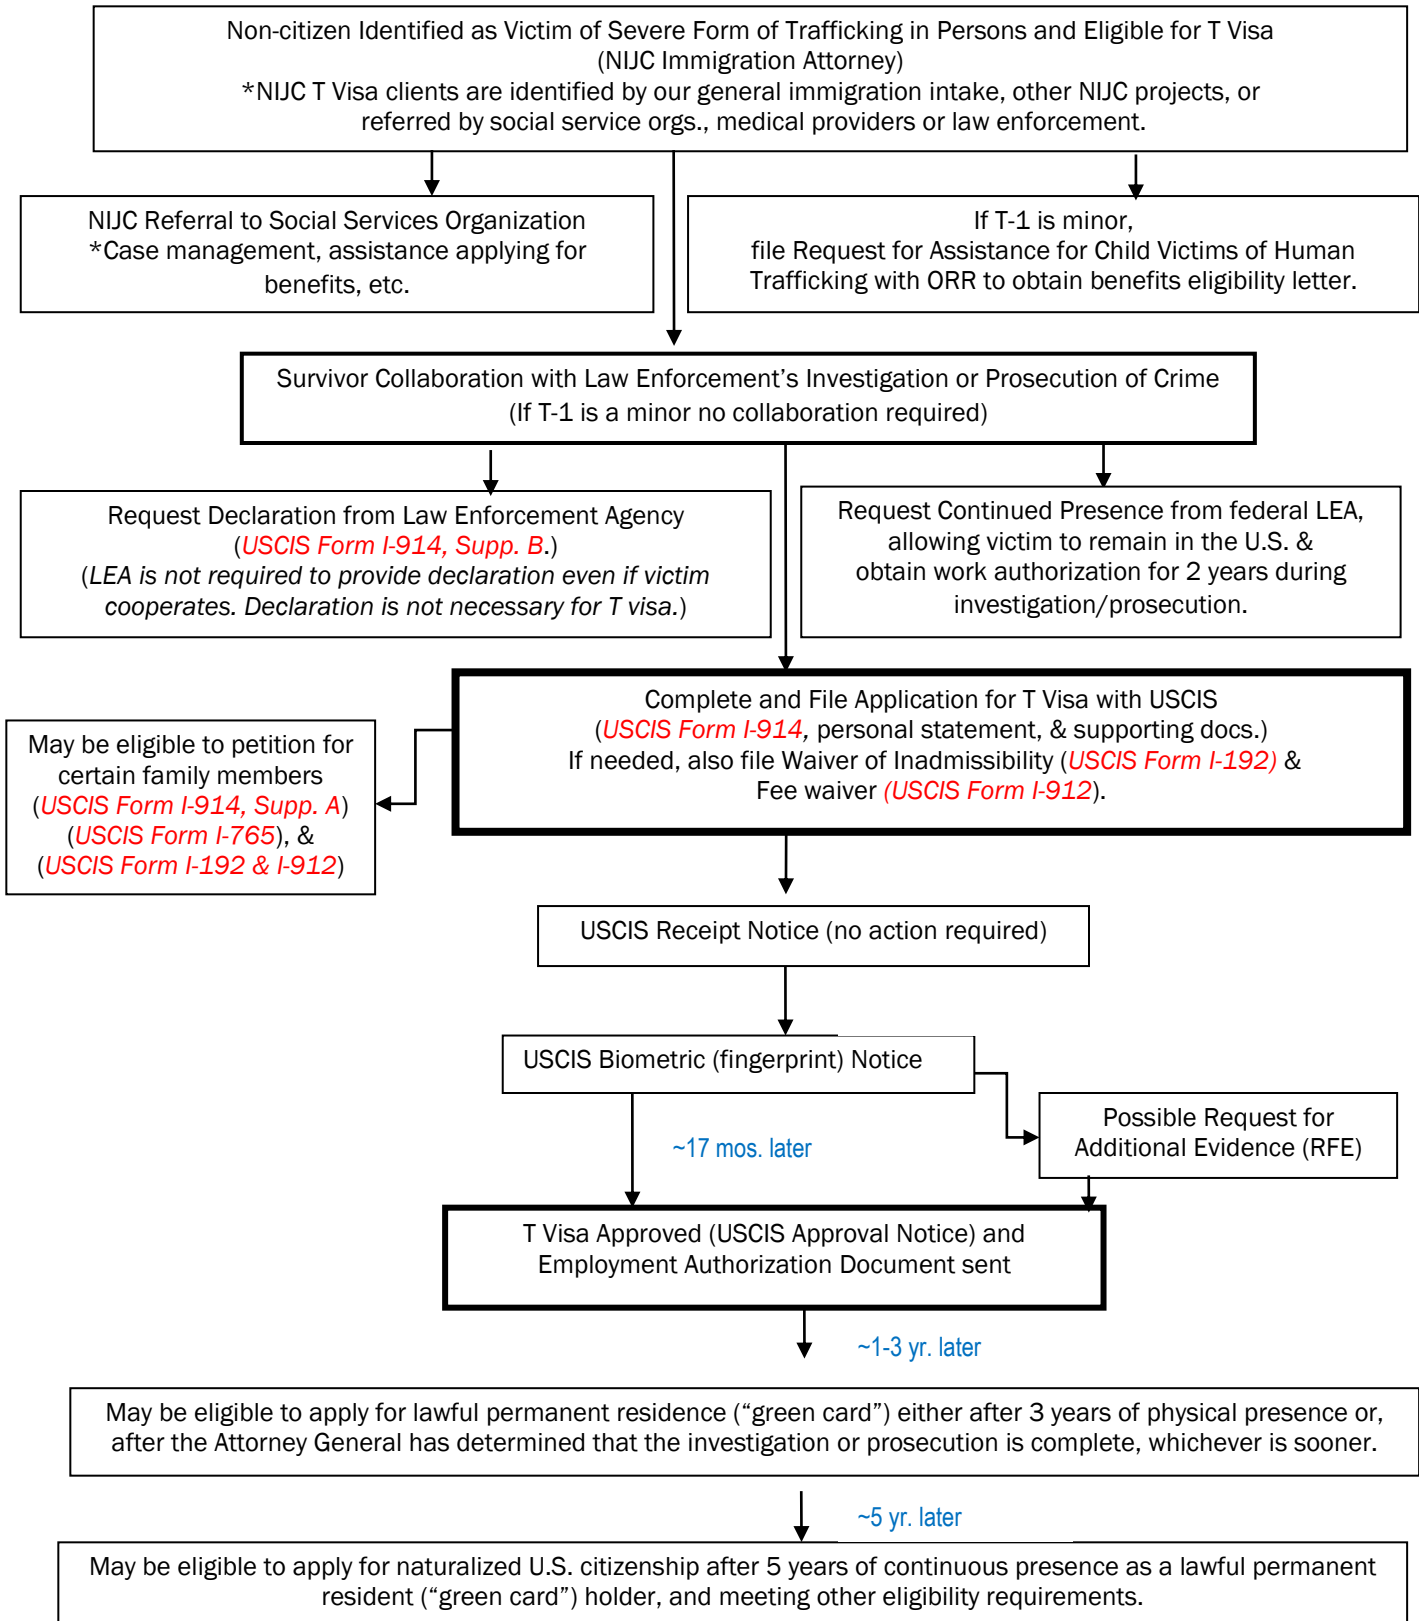 Non-citizen Identified as Victim of Severe Form of Trafficking in Persons and Eligible for T Visa
(NIJC Immigration Attorney)
*NIJC T Visa clients are identified by our general immigration intake, other NIJC projects, or
referred by social service orgs., medical providers or law enforcement.
NIJC Referral to Social Services Organization
*Case management, assistance applying for
benefits, etc.
If T-1 is minor,
file Request for Assistance for Child Victims of Human
Trafficking with ORR to obtain benefits eligibility letter.
Survivor Collaboration with Law Enforcement’s Investigation or Prosecution of Crime
(If T-1 is a minor no collaboration required)
Request Declaration from Law Enforcement Agency
(USCIS Form I-914, Supp. B.)
(LEA is not required to provide declaration even if victim
cooperates. Declaration is not necessary for T visa.)
Request Continued Presence from federal LEA,
allowing victim to remain in the U.S. &
obtain work authorization for 2 years during
investigation/prosecution.
Complete and File Application for T Visa with USCIS
(USCIS Form I-914, personal statement, & supporting docs.)
If needed, also file Waiver of Inadmissibility (USCIS Form I-192) &
Fee waiver (USCIS Form I-912).
May be eligible to petition for
certain family members
(USCIS Form I-914, Supp. A)
(USCIS Form I-765), &
(USCIS Form I-192 & I-912)
USCIS Receipt Notice (no action required)
USCIS Biometric (fingerprint) Notice
Possible Request for
Additional Evidence (RFE)
~17 mos. later
T Visa Approved (USCIS Approval Notice) and
Employment Authorization Document sent
~1-3 yr. later
May be eligible to apply for lawful permanent residence (“green card”) either after 3 years of physical presence or,
after the Attorney General has determined that the investigation or prosecution is complete, whichever is sooner.
~5 yr. later
May be eligible to apply for naturalized U.S. citizenship after 5 years of continuous presence as a lawful permanent
resident (“green card”) holder, and meeting other eligibility requirements.